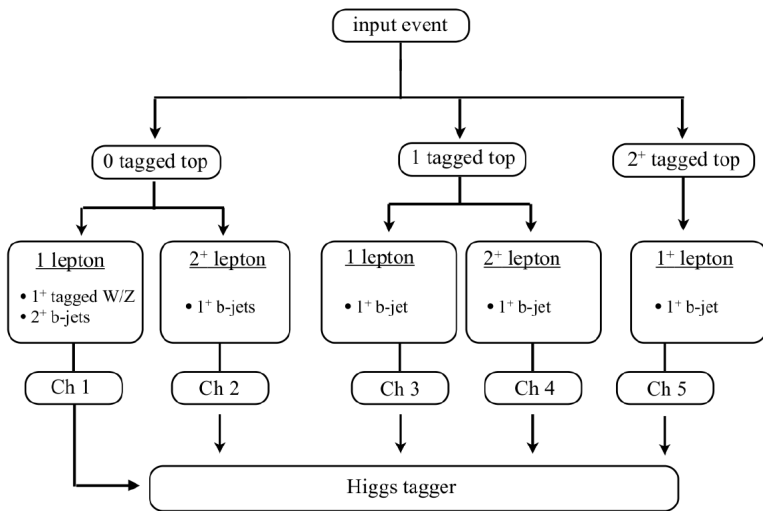 input event
0 tagged top
1 tagged top
2⁺ tagged top
1 lepton
• 1⁺ tagged W/Z
• 2⁺ b-jets
2⁺ lepton
• 1⁺ b-jets
1 lepton
• 1⁺ b-jet
2⁺ lepton
• 1⁺ b-jet
1⁺ lepton
• 1⁺ b-jet
Ch 1
Ch 2
Ch 3
Ch 4
Ch 5
Higgs tagger